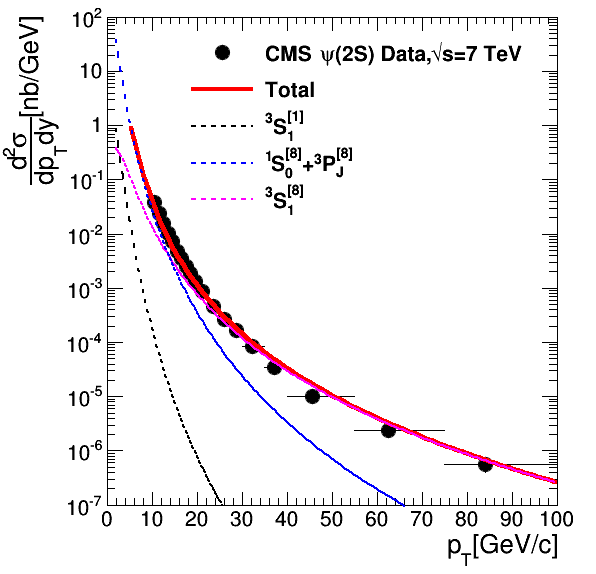 d²σ
dp_Tdy [nb/GeV]
10²
10
1
10⁻¹
10⁻²
10⁻³
10⁻⁴
10⁻⁵
10⁻⁶
10⁻⁷
CMS ψ(2S) Data,√s=7 TeV
Total
³S₁^[1]
¹S₀^[8]+³P_J^[8]
³S₁^[8]
0 10 20 30 40 50 60 70 80 90 100
p_T[GeV/c]